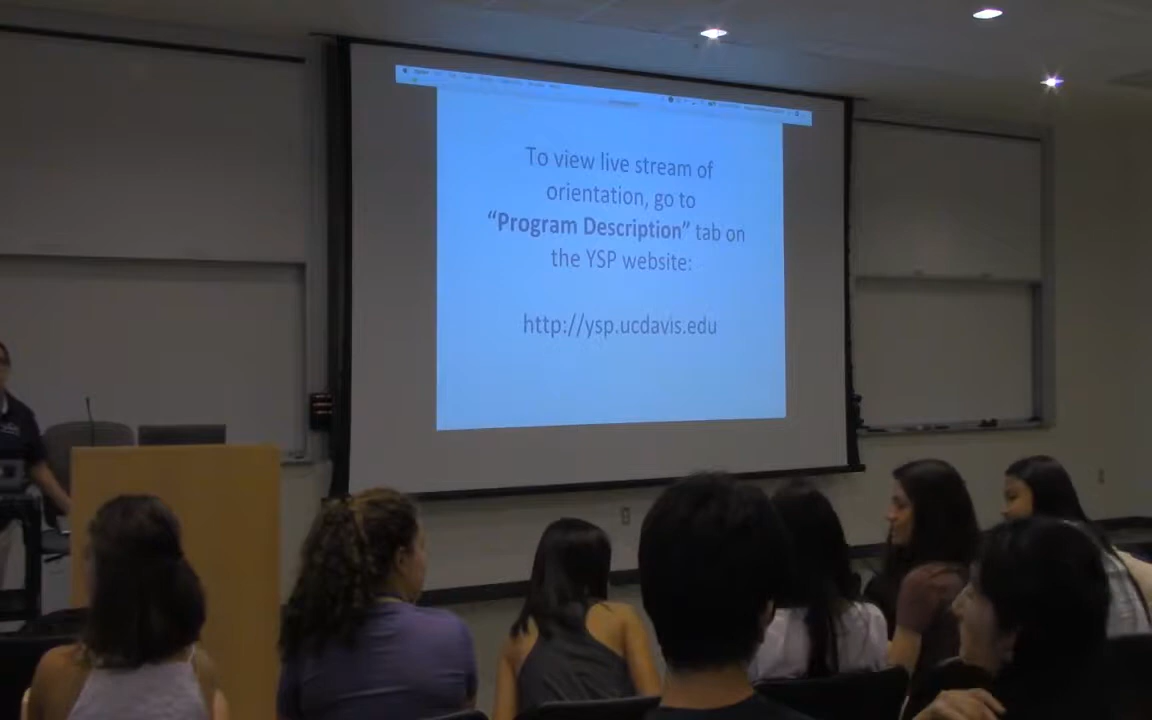 To view live stream of
orientation, go to
“Program Description” tab on
the YSP website:
http://ysp.ucdavis.edu